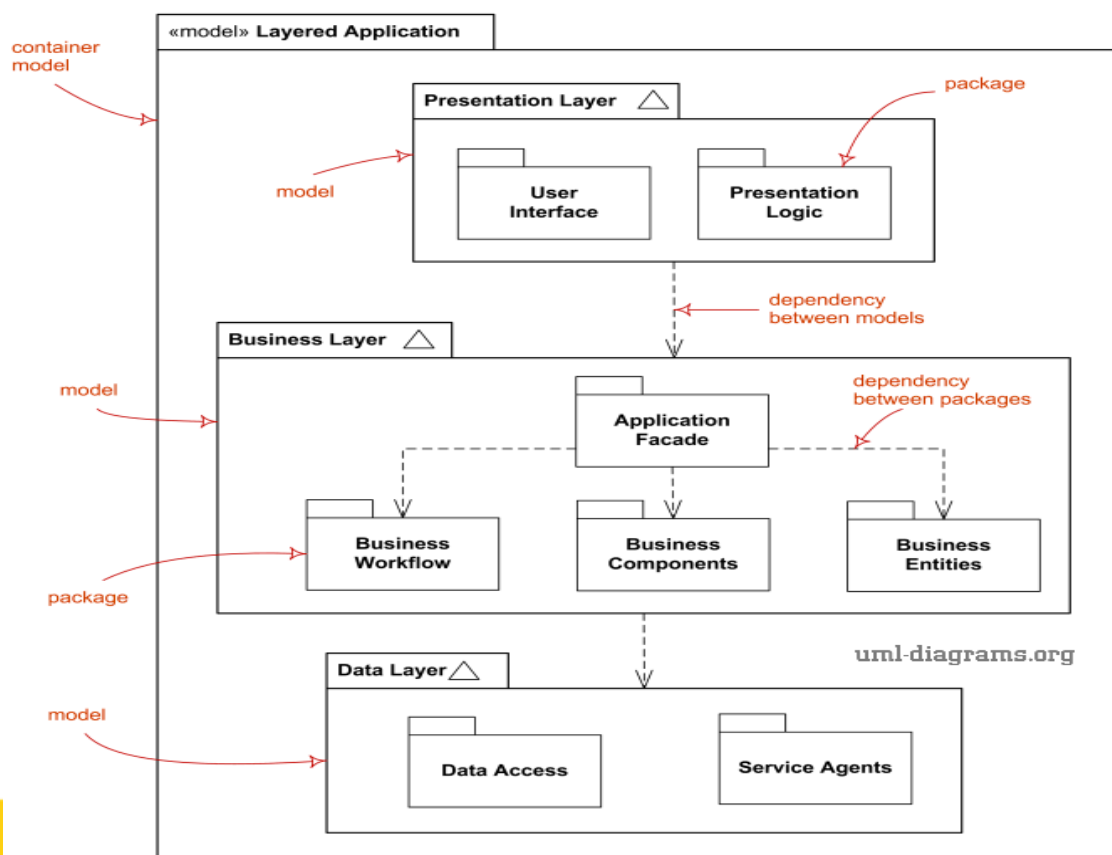 «model» Layered Application
container
model
Presentation Layer
package
model
User
Interface
Presentation
Logic
dependency
between models
Business Layer
model
dependency
between packages
Application
Facade
Business
Workflow
Business
Components
Business
Entities
package
uml-diagrams.org
Data Layer
model
Data Access
Service Agents